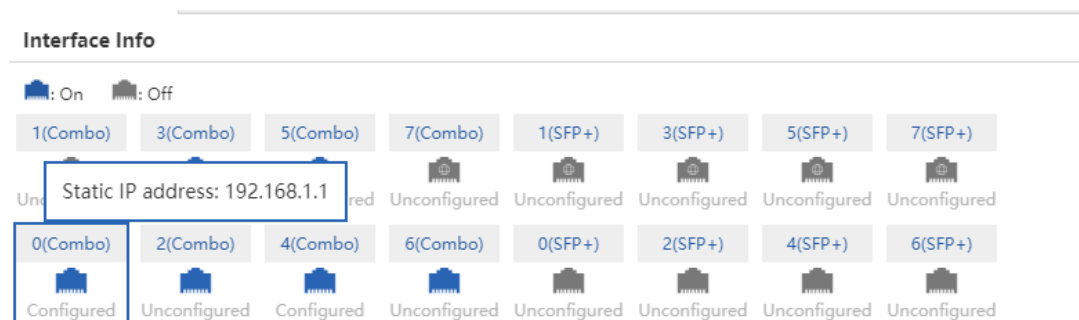 Interface Info
: On : Off
1(Combo) 3(Combo) 5(Combo) 7(Combo) 1(SFP+) 3(SFP+) 5(SFP+) 7(SFP+)
Static IP address: 192.168.1.1
Unconfigured Unconfigured Unconfigured Unconfigured Unconfigured
0(Combo) 2(Combo) 4(Combo) 6(Combo) 0(SFP+) 2(SFP+) 4(SFP+) 6(SFP+)
Configured Unconfigured Configured Unconfigured Unconfigured Unconfigured Unconfigured Unconfigured